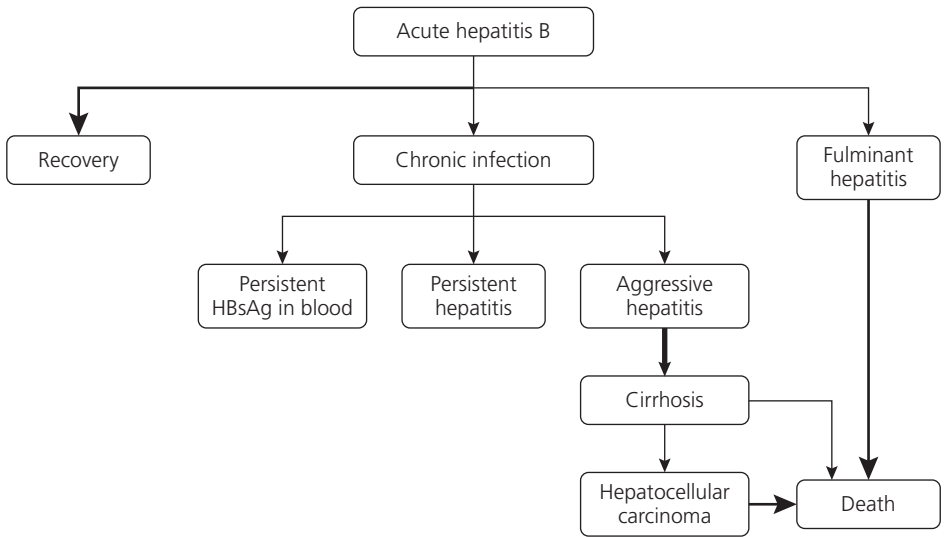 Acute hepatitis B
Recovery
Chronic infection
Fulminant
hepatitis
Persistent
HBsAg in blood
Persistent
hepatitis
Aggressive
hepatitis
Cirrhosis
Hepatocellular
carcinoma
Death